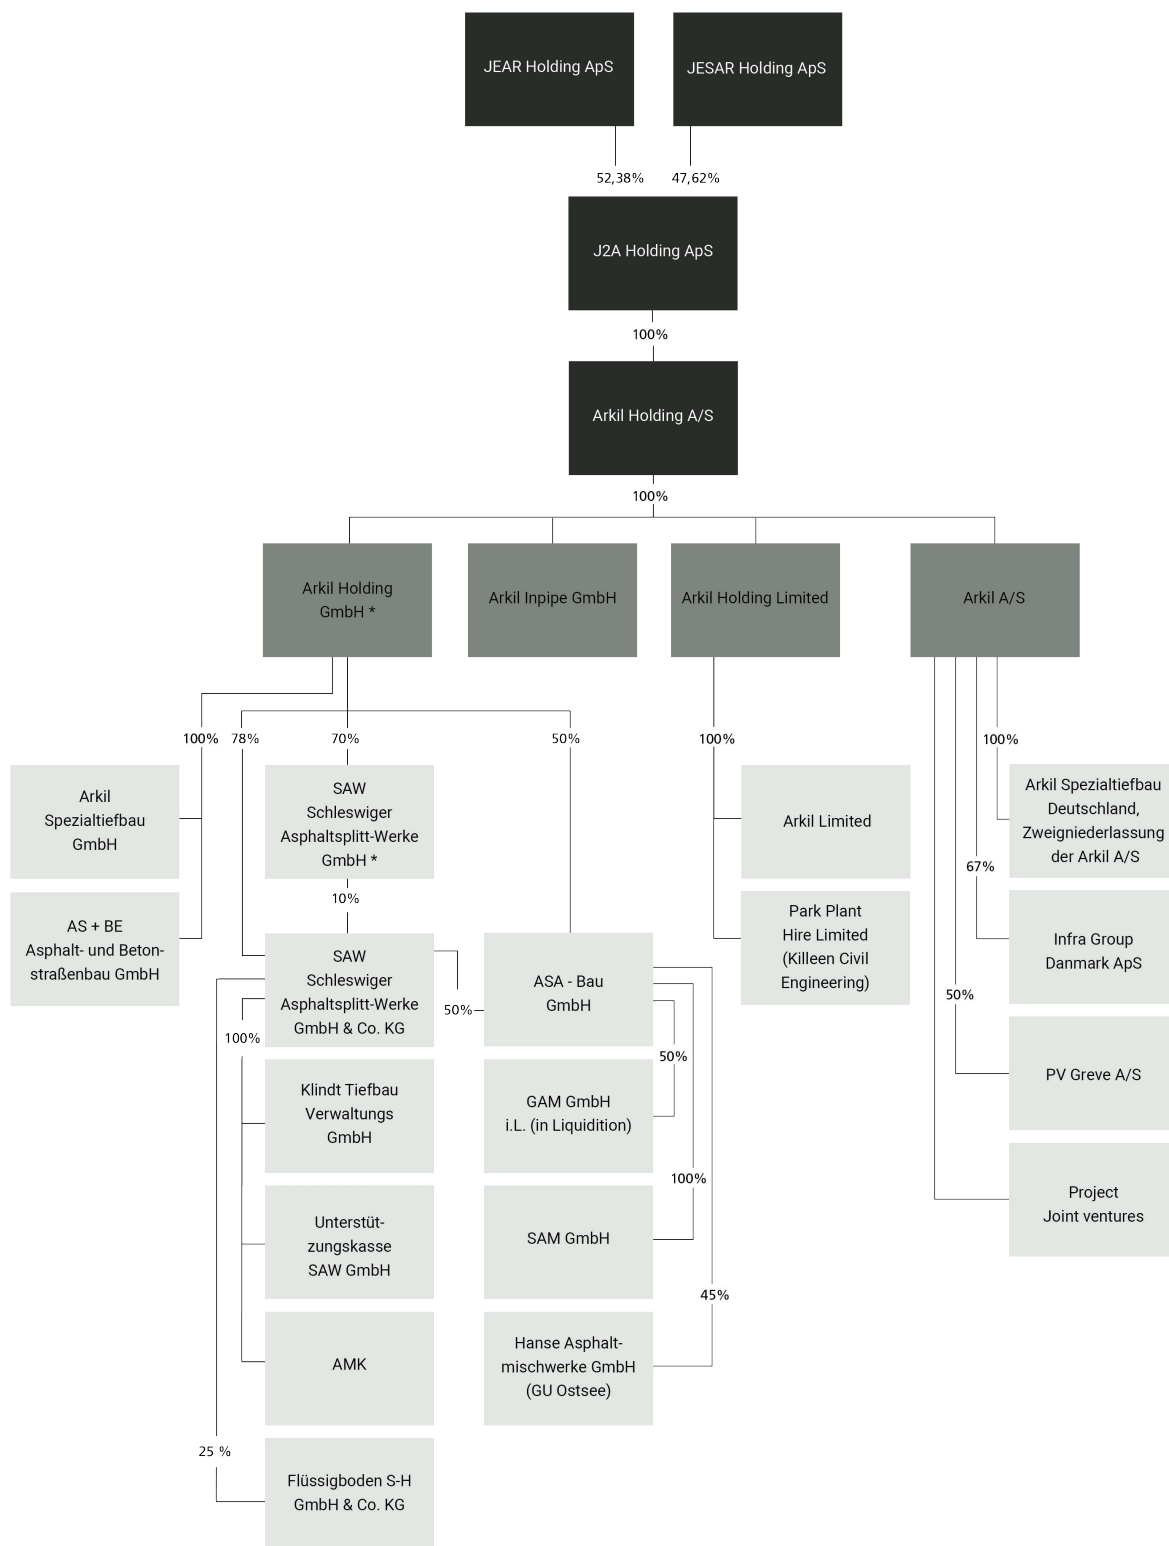 JEAR Holding ApS
JESAR Holding ApS
52,38%
47,62%
J2A Holding ApS
100%
Arkil Holding A/S
100%
Arkil Holding
GmbH *
Arkil Inpipe GmbH
Arkil Holding Limited
Arkil A/S
100%
78%
70%
50%
100%
100%
Arkil
Spezialtiefbau
GmbH
SAW
Schleswiger
Asphaltsplitt-Werke
GmbH *
Arkil Limited
Arkil Spezialtiefbau
Deutschland,
Zweigniederlassung
der Arkil A/S
67%
10%
AS + BE
Asphalt- und Beton-
straßenbau GmbH
SAW
Schleswiger
Asphaltsplitt-Werke
GmbH & Co. KG
50%
ASA - Bau
GmbH
Park Plant
Hire Limited
(Killeen Civil
Engineering)
Infra Group
Danmark ApS
50%
100%
50%
Klindt Tiefbau
Verwaltungs
GmbH
GAM GmbH
i.L. (in Liquidition)
PV Greve A/S
100%
Unterstüt-
zungskasse
SAW GmbH
SAM GmbH
Project
Joint ventures
45%
AMK
Hanse Asphalt-
mischwerke GmbH
(GU Ostsee)
25 %
Flüssigboden S-H
GmbH & Co. KG